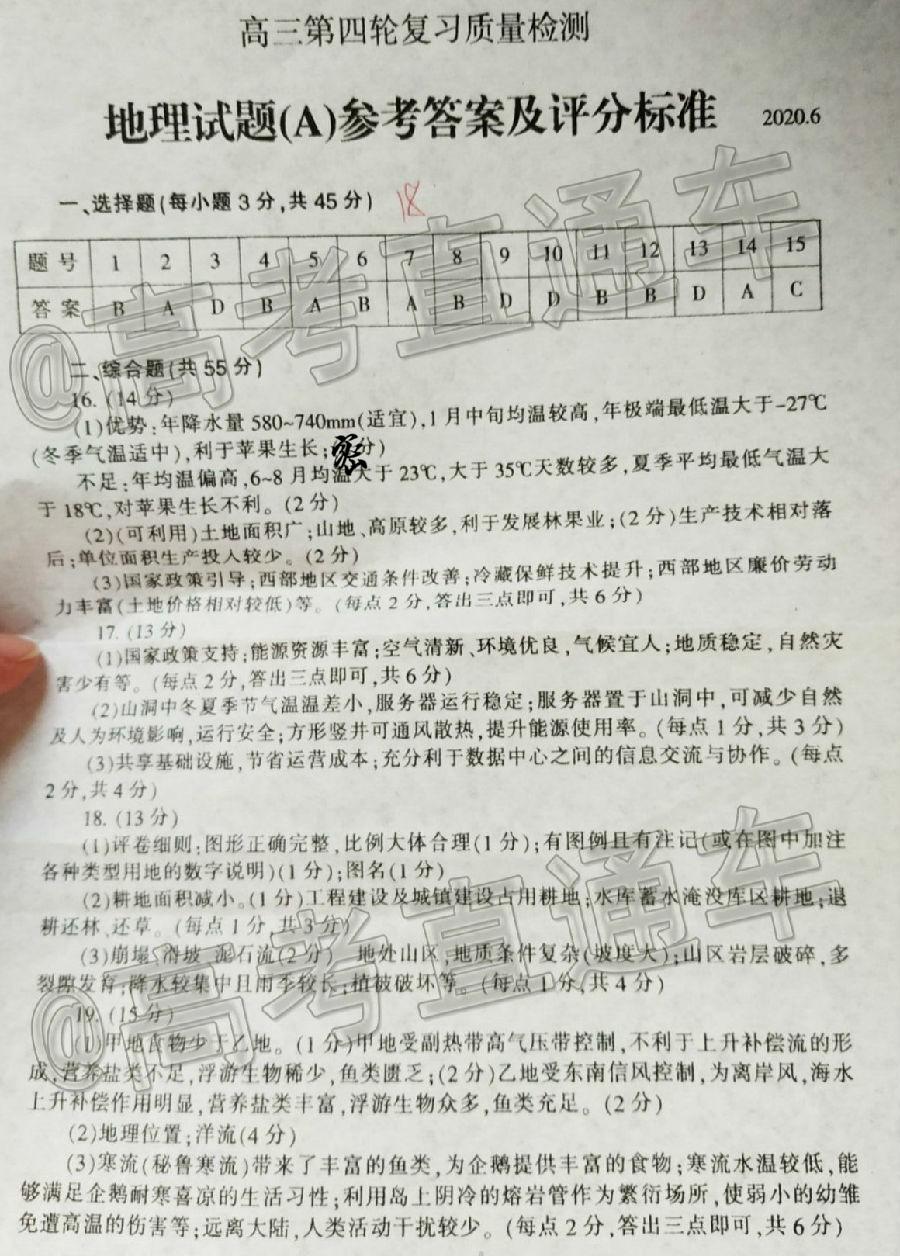 高三第四轮复习质量检测
地理试题(A)参考答案及评分标准 2020.6
一、选择题(每小题3分,共45分) 18
题号 1 2 3 4 5 6 7 8 9 10 11 12 13 14 15
答案 B A D B A B A B D D B B D A C
二、综合题(共55分)
16. (14分)
(1)优势:年降水量580~740mm(适宜),1月中旬均温较高,年极端最低温大于-27℃
(冬季气温适中),利于苹果生长;分)
不足:年均温偏高,6~8月均温大于23℃,大于35℃天数较多,夏季平均最低气温大
于18℃,对苹果生长不利。(2分)
(2)(可利用)土地面积广;山地、高原较多,利于发展林果业;(2分)生产技术相对落
后;单位面积生产投入较少。(2分)
(3)国家政策引导;西部地区交通条件改善;冷藏保鲜技术提升;西部地区廉价劳动
力丰富(土地价格相对较低)等。(每点2分,答出三点即可,共6分)
17. (13分)
(1)国家政策支持;能源资源丰富;空气清新、环境优良,气候宜人;地质稳定,自然灾
害少有等。(每点2分,答出三点即可,共6分)
(2)山洞中冬夏季节气温温差小,服务器运行稳定;服务器置于山洞中,可减少自然
及人为环境影响,运行安全;方形竖井可通风散热,提升能源使用率。(每点1分,共3分)
(3)共享基础设施,节省运营成本;充分利于数据中心之间的信息交流与协作。(每点
2分,共4分)
18. (13分)
(1)评卷细则:图形正确完整、比例大体合理(1分);有图例且有注记(或在图中加注
各种类型用地的数字说明)(1分);图名(1分)
(2)耕地面积减小。(1分)工程建设及城镇建设占用耕地;水库蓄水淹没库区耕地;退
耕还林、还草。(每点1分,共3分)
(3)崩塌、滑坡、泥石流(2分) 地处山区,地质条件复杂(坡度大);山区岩层破碎,多
裂隙发育;降水较集中且雨季较长;植被破坏等。(每点1分,共4分)
19. (15分)
(1)甲地食物少于乙地。(1分)甲地受副热带高气压带控制,不利于上升补偿流的形
成,营养盐类不足,浮游生物稀少,鱼类匮乏;(2分)乙地受东南信风控制,为离岸风,海水
上升补偿作用明显,营养盐类丰富,浮游生物众多,鱼类充足。(2分)
(2)地理位置;洋流(4分)
(3)寒流(秘鲁寒流)带来了丰富的鱼类,为企鹅提供丰富的食物;寒流水温较低,能
够满足企鹅耐寒喜凉的生活习性;利用岛上阴冷的熔岩管作为繁衍场所,使弱小的幼雏
免遭高温的伤害等;远离大陆,人类活动干扰较少。(每点2分,答出三点即可,共6分)
@高考直通车
@高考直通车